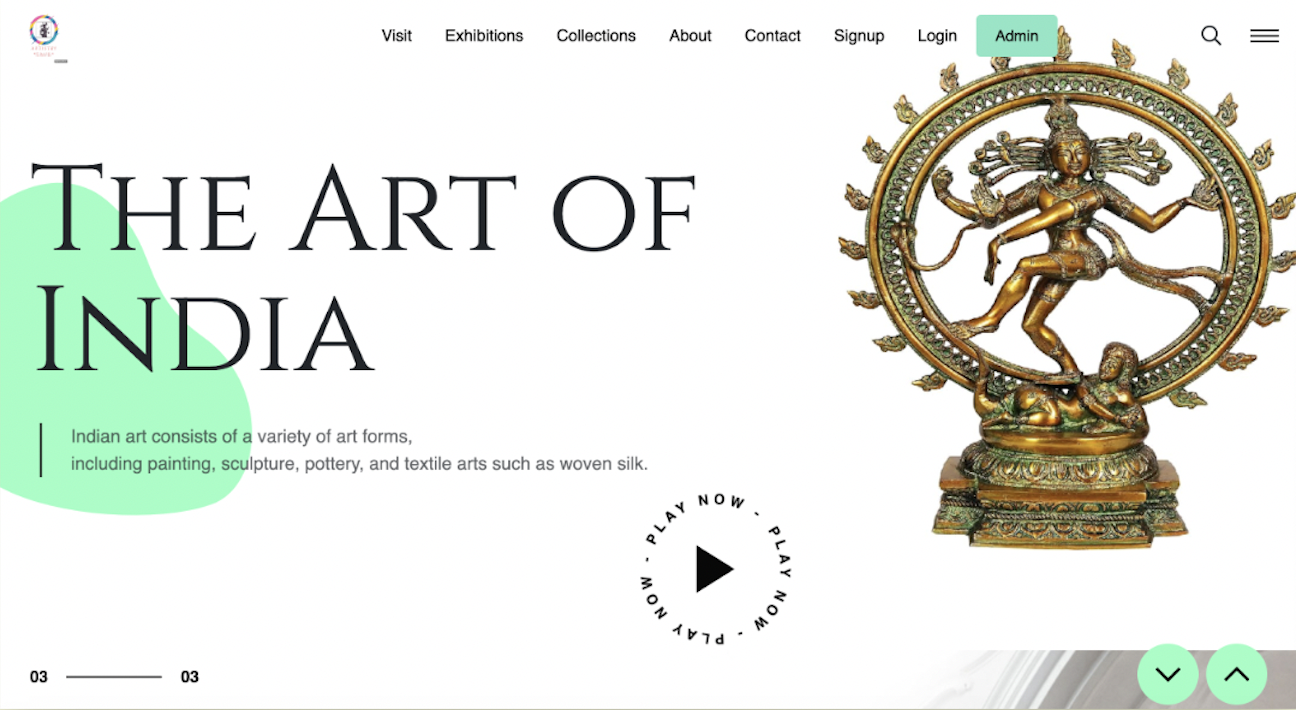 Visit Exhibitions Collections About Contact Signup Login Admin
The Art of
India
Indian art consists of a variety of art forms,
including painting, sculpture, pottery, and textile arts such as woven silk.
PLAY NOW - PLAY NOW - PLAY NOW -
03 03